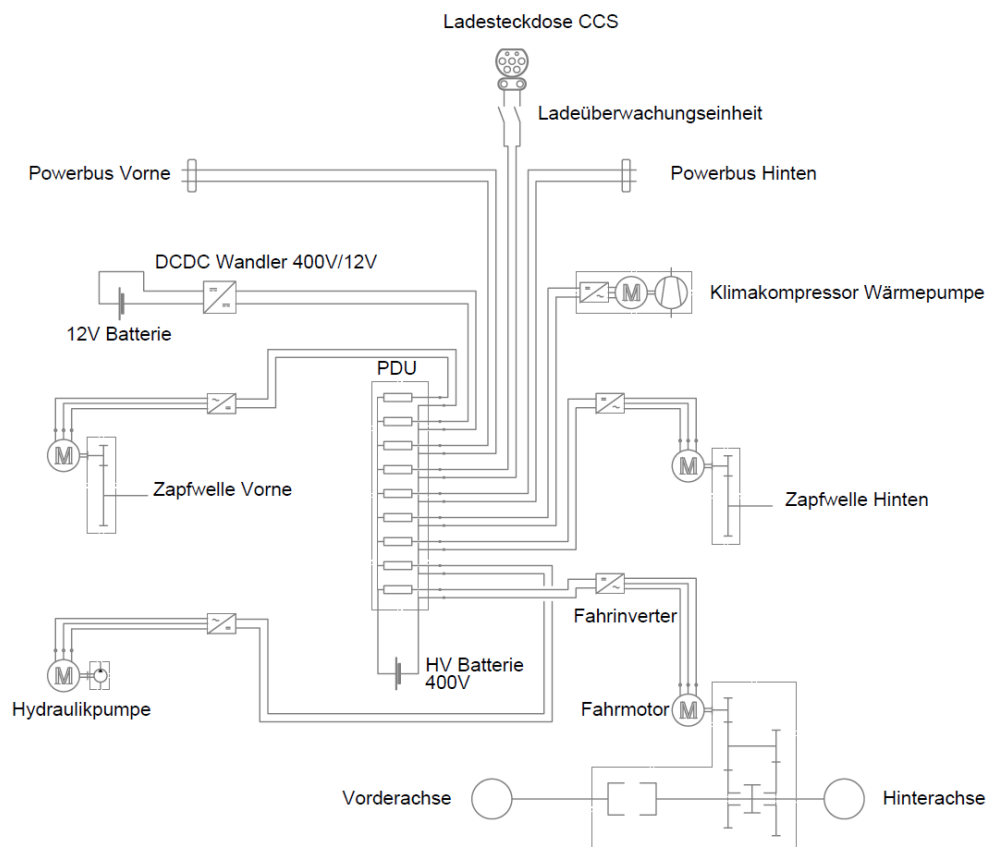 Ladesteckdose CCS
Ladeüberwachungseinheit
Powerbus Vorne
Powerbus Hinten
DCDC Wandler 400V/12V
Klimakompressor Wärmepumpe
12V Batterie
PDU
M
M
M
Zapfwelle Vorne
Zapfwelle Hinten
Fahrinverter
HV Batterie
400V
M
Hydraulikpumpe
Fahrmotor
M
Vorderachse
Hinterachse